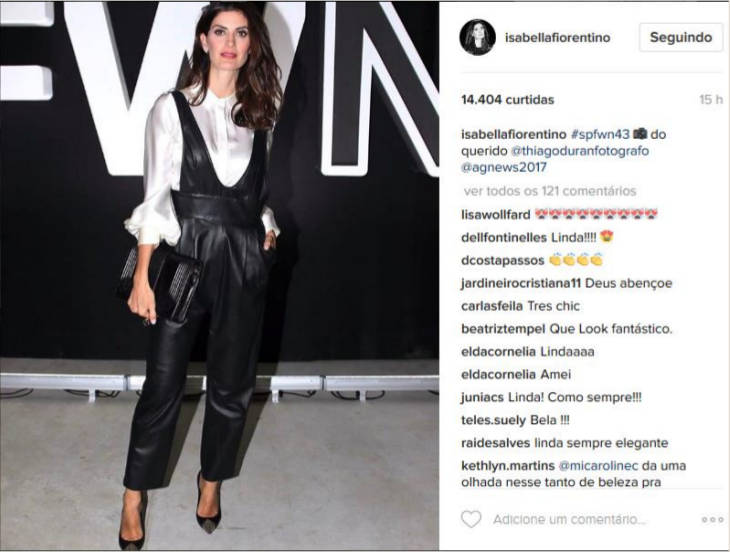 FWN
isabellafiorentino Seguindo
14.404 curtidas 15 h
isabellafiorentino #spfwn43 📷 do
querido @thiagoduranfotografo
@agnews2017
ver todos os 121 comentários
lisawollfard 😻😻😻😻😻😻😻😻😻
dellfontinelles Linda!!!! 😍
dcostapassos 👏👏👏👏
jardineirocristiana11 Deus abençoe
carlasfeila Tres chic
beatriztempel Que Look fantástico.
eldacornelia Lindaaaa
eldacornelia Amei
juniacs Linda! Como sempre!!!
teles.suely Bela !!!
raidesalves linda sempre elegante
kethlyn.martins @micarolinec da uma
olhada nesse tanto de beleza pra
Adicione um comentário...